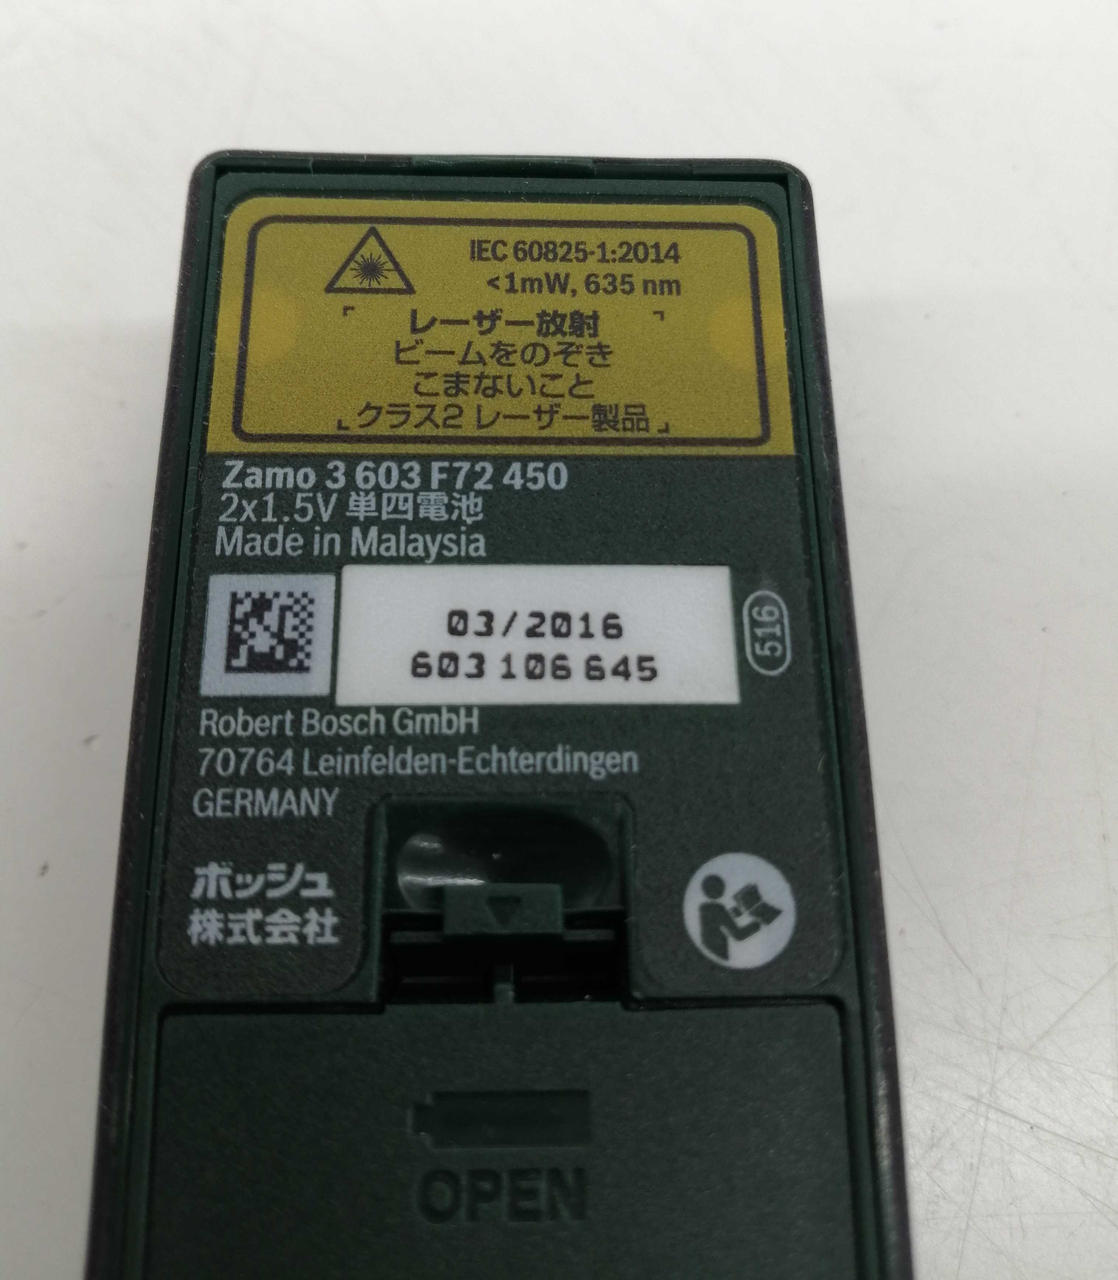 IEC 60825-1:2014
<1mW, 635 nm
レーザー放射
ビームをのぞき
こまないこと
クラス2 レーザー製品
Zamo 3 603 F72 450
2x1.5V 単四電池
Made in Malaysia
03/2016
603 106 645
516
Robert Bosch GmbH
70764 Leinfelden-Echterdingen
GERMANY
ボッシュ
株式会社
OPEN